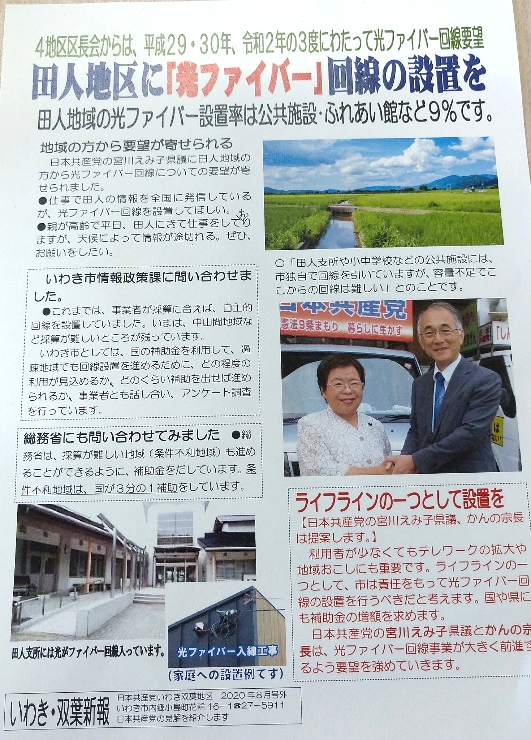 4地区区長会からは、平成29・30年、令和2年の3度にわたって光ファイバー回線要望
田人地区に「光ファイバー」回線の設置を
田人地域の光ファイバー設置率は公共施設・ふれあい館など9%です。
地域の方から要望が寄せられる
日本共産党の宮川えみ子県議に田人地域の
方から光ファイバー回線についての要望が寄
せられました。
●仕事で田人の情報を全国に発信している
が、光ファイバー回線を設置してほしい。
●親が高齢で平日、田人にきて仕事をしてり
ますが、天候によって情報が途切れる。ぜひ、
お願いをしたい。
いわき市情報政策課に問い合わせま
した。
●これまでは、事業者が採算に合えば、自主的
回線を設置していました。いまは、中山間地域な
ど採算が難しいところが残っています。
いわき市としては、国の補助金を利用して、過
疎地域でも回線設置を進めるために、どの程度の
利用が見込めるか、どのくらい補助を出せば進め
られるか、事業者とも話し合い、アンケート調査
を行っています。
総務省にも問い合わせてみました ●総
務省は、採算が難しい地域（条件不利地域）も進め
ることができるように、補助金をだしています。条
件不利地域は、国が3分の1補助をしています。
田人支所には光がファイバー回線入っています。
光ファイバー入線工事
(家庭への設置例てす)
〇「田人支所や小中学校などの公共施設には、
市独自で回線を引いていますが、容量不足でこ
こからの回線は難しい」とのことです。
日本共産党
憲法9条まもり 暮らしに生かす
ライフラインの一つとして設置を
【日本共産党の宮川えみ子県議、かんの宗長
は提案します。】
利用者が少なくてもテレワークの拡大や
地域おこしにも重要です。ライフラインの一
つとして、市は責任をもって光ファイバー回
線の設置を行うべきだと考えます。国や県に
も補助金の増額を求めます。
日本共産党の宮川えみ子県議とかんの宗
長は、光ファイバー回線事業が大きく前進す
るよう要望を強めていきます。
いわき・双葉新報
日本共産党いわき双葉地区 2020年8月号外
いわき市内郷小島町花輪16-1☎27-5911
日本共産党の見解を紹介します